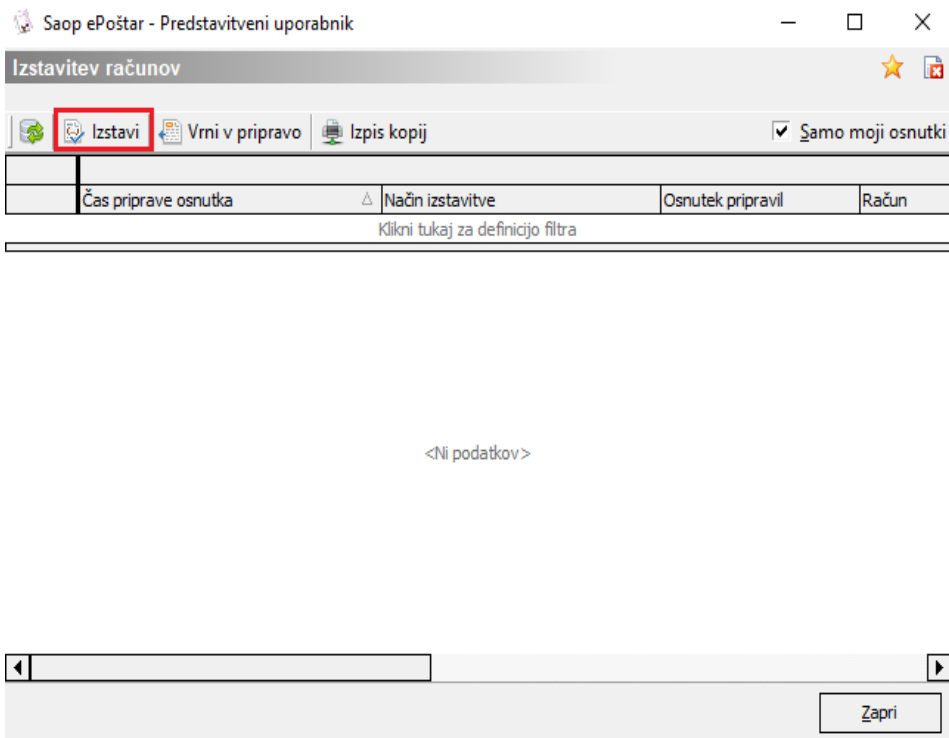 Saop ePoštar - Predstavitveni uporabnik
Izstavitev računov
Izstavi Vrni v pripravo Izpis kopij Samo moji osnutki
Čas priprave osnutka Način izstavitve Osnutek pripravil Račun
Klikni tukaj za definicijo filtra
<Ni podatkov>
Zapri